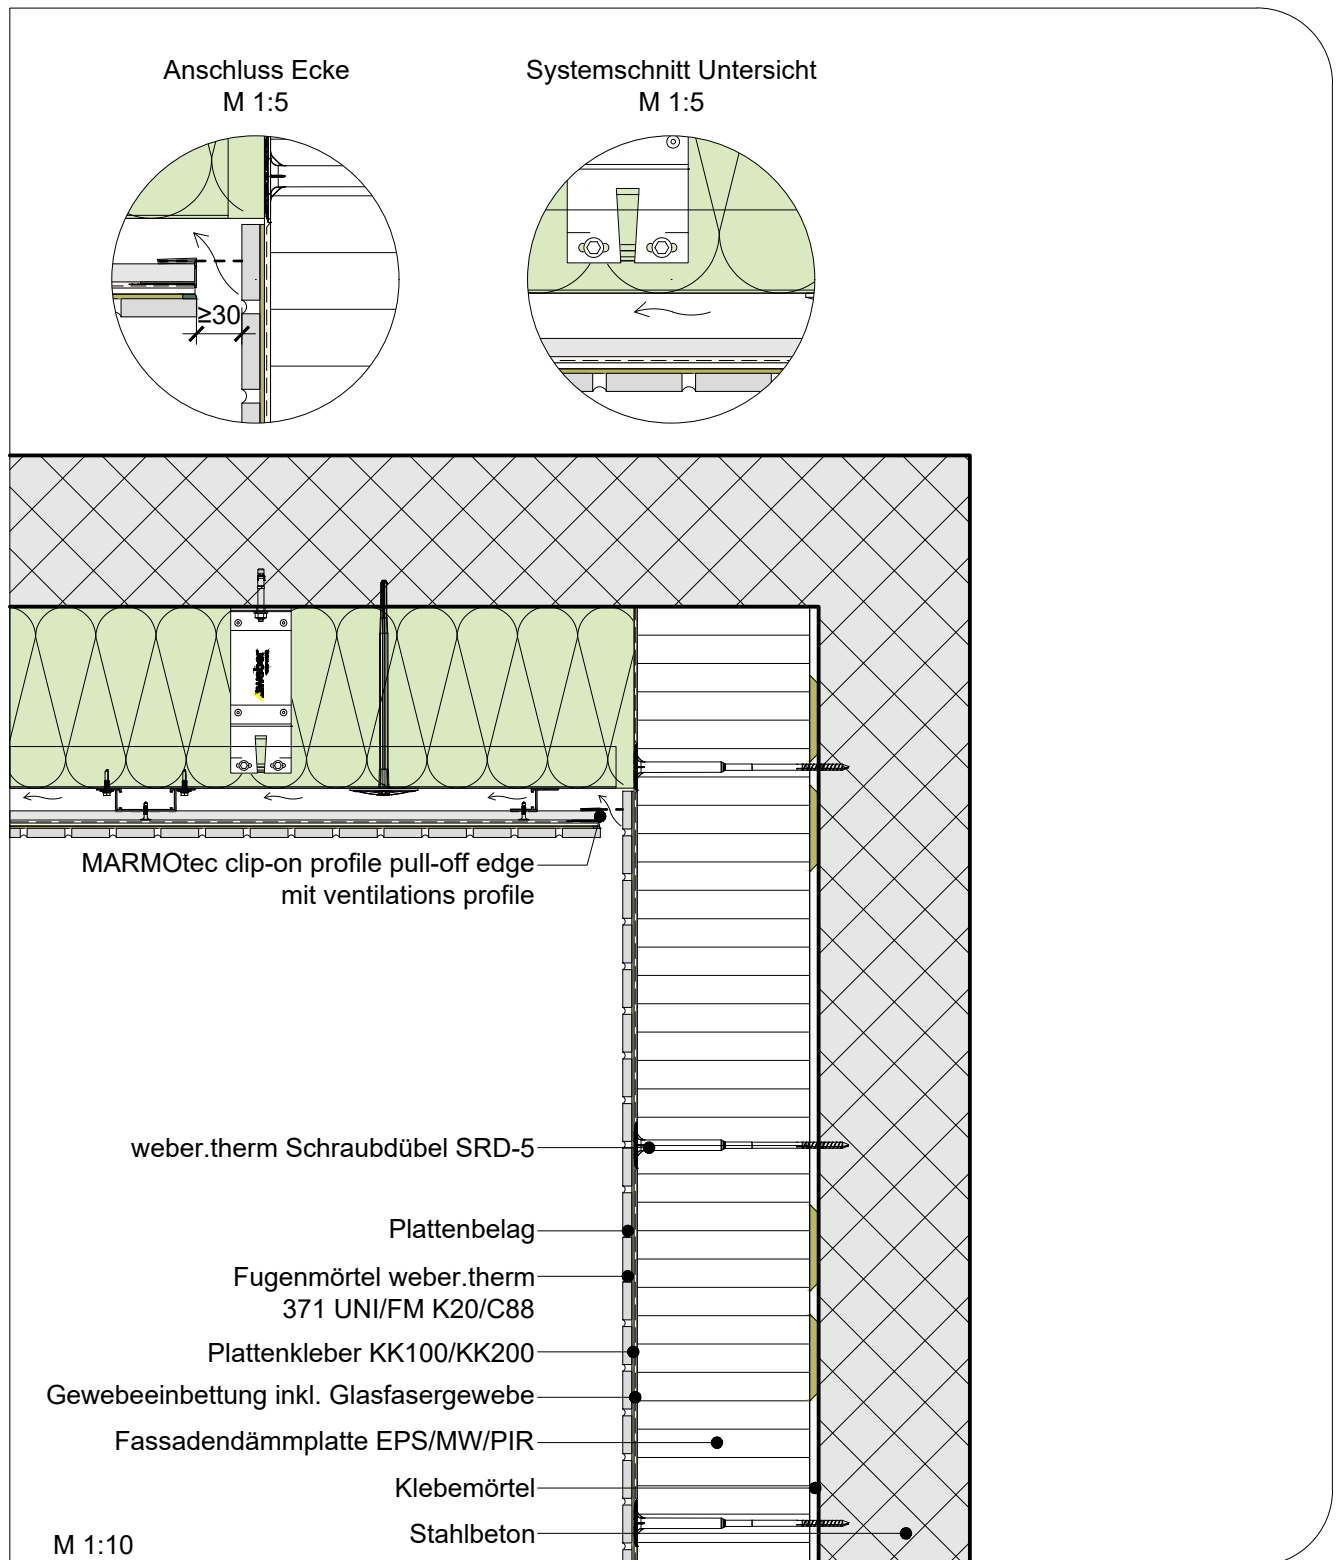 Anschluss Ecke
M 1:5
Systemschnitt Untersicht
M 1:5
≥30
weber
MARMOtec clip-on profile pull-off edge
mit ventilations profile
weber.therm Schraubdübel SRD-5
Plattenbelag
Fugenmörtel weber.therm
371 UNI/FM K20/C88
Plattenkleber KK100/KK200
Gewebeeinbettung inkl. Glasfasergewebe
Fassadendämmplatte EPS/MW/PIR
Klebemörtel
Stahlbeton
M 1:10